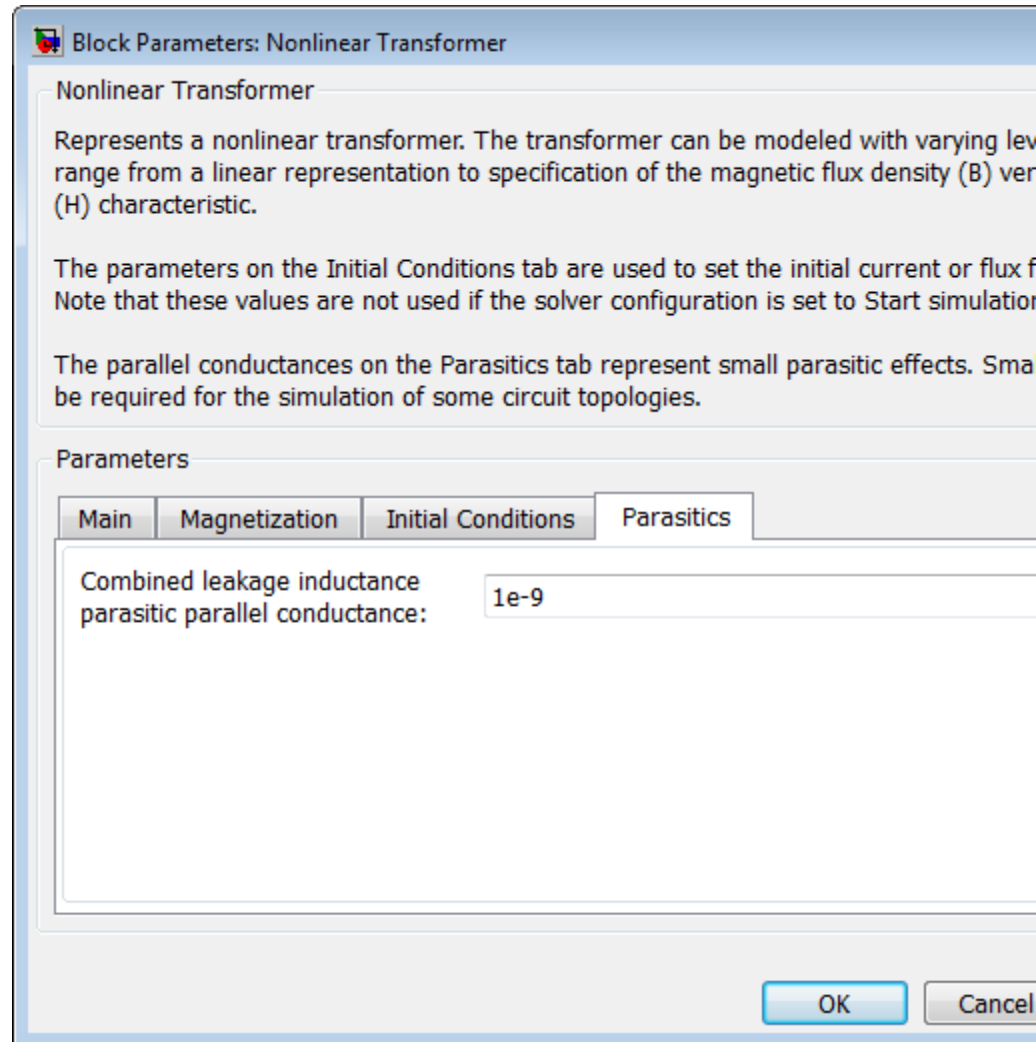 Block Parameters: Nonlinear Transformer
Nonlinear Transformer
Represents a nonlinear transformer. The transformer can be modeled with varying
range from a linear representation to specification of the magnetic flux density (B)
(H) characteristic.
The parameters on the Initial Conditions tab are used to set the initial current or flux
Note that these values are not used if the solver configuration is set to Start simulation
The parallel conductances on the Parasitics tab represent small parasitic effects.
be required for the simulation of some circuit topologies.
Parameters
Main Magnetization Initial Conditions Parasitics
Combined leakage inductance
parasitic parallel conductance:
1e-9
OK Cancel